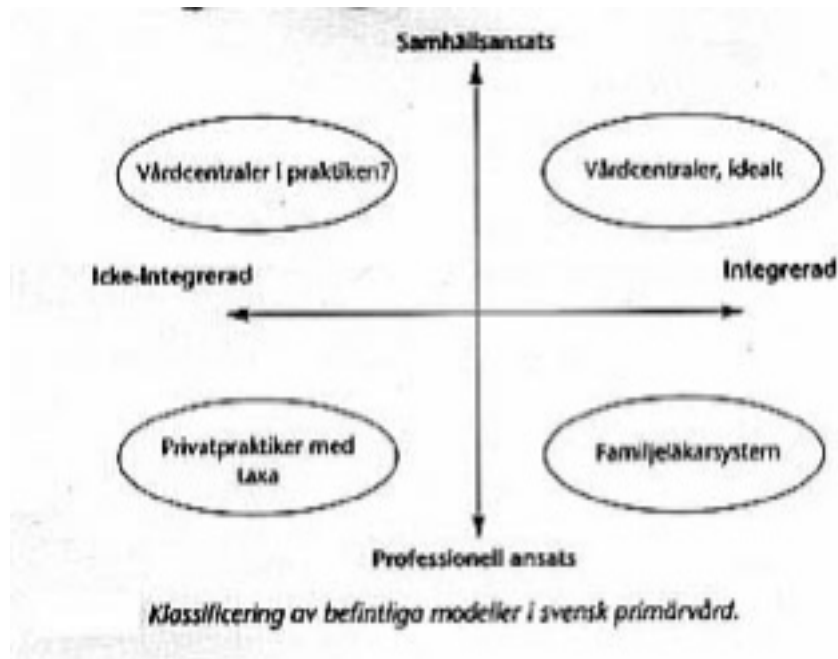 Samhällsansats
Vårdcentraler i praktiken?
Vårdcentraler, idealt
Icke-Integrerad
Integrerad
Privatpraktiker med
taxa
Familjeläkarsystem
Professionell ansats
Klassificering av befintliga modeller i svensk primärvård.